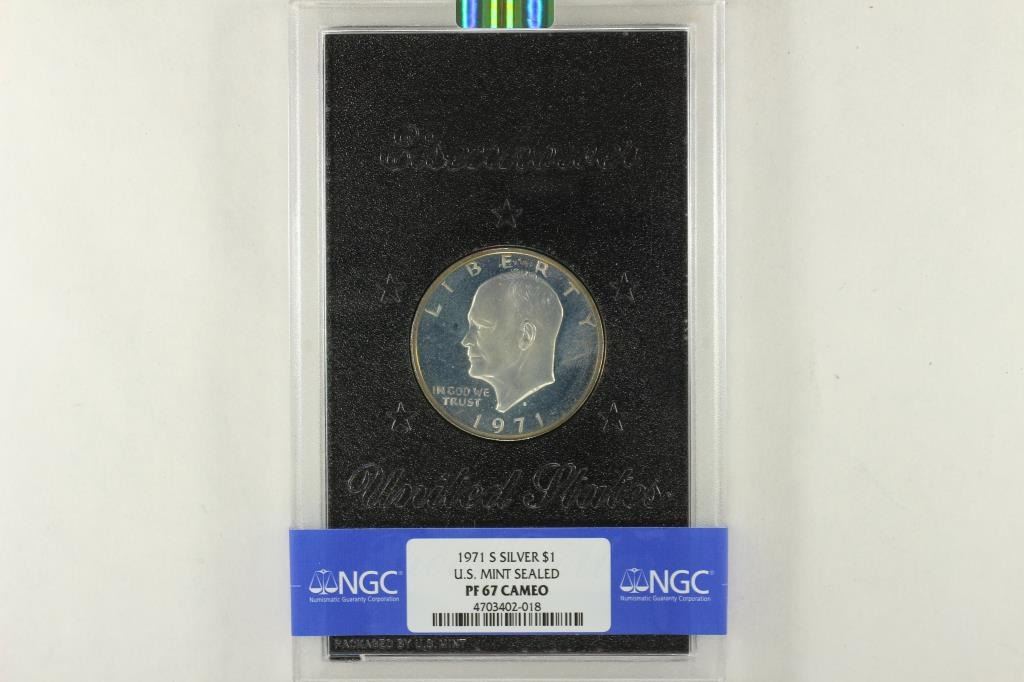 Eisenhower
LIBERTY
IN GOD WE
TRUST
1971
United States
NGC
Numismatic Guaranty Corporation
1971 S SILVER $1
U.S. MINT SEALED
PF 67 CAMEO
4703402-018
NGC
Numismatic Guaranty Corporation
PACKAGED BY U.S. MINT